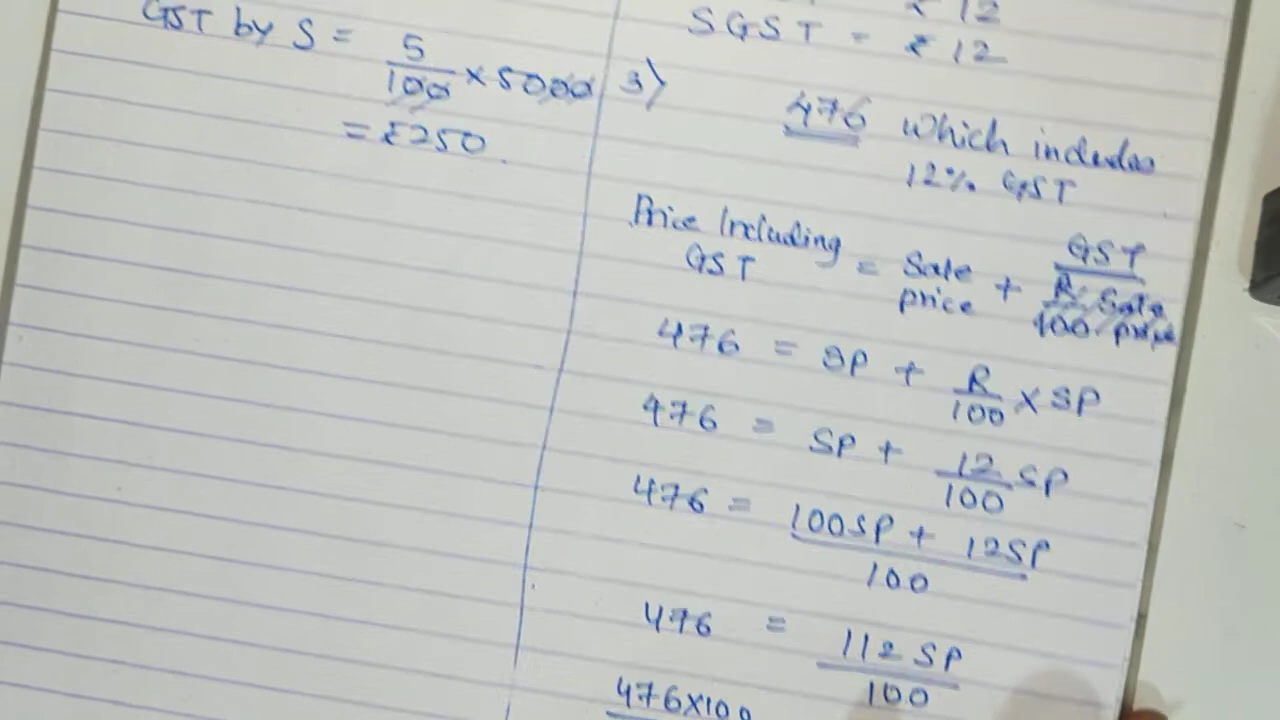 GST by S = 5/100 × 5000
= ₹250.
₹12
SGST = ₹12
3)
476 which includes
12% GST
Price Including GST = Sale price + GST
R/100 Sale price
476 = SP + R/100 × SP
476 = SP + 12/100 SP
476 = 100SP + 12SP / 100
476 = 112 SP / 100
476×100